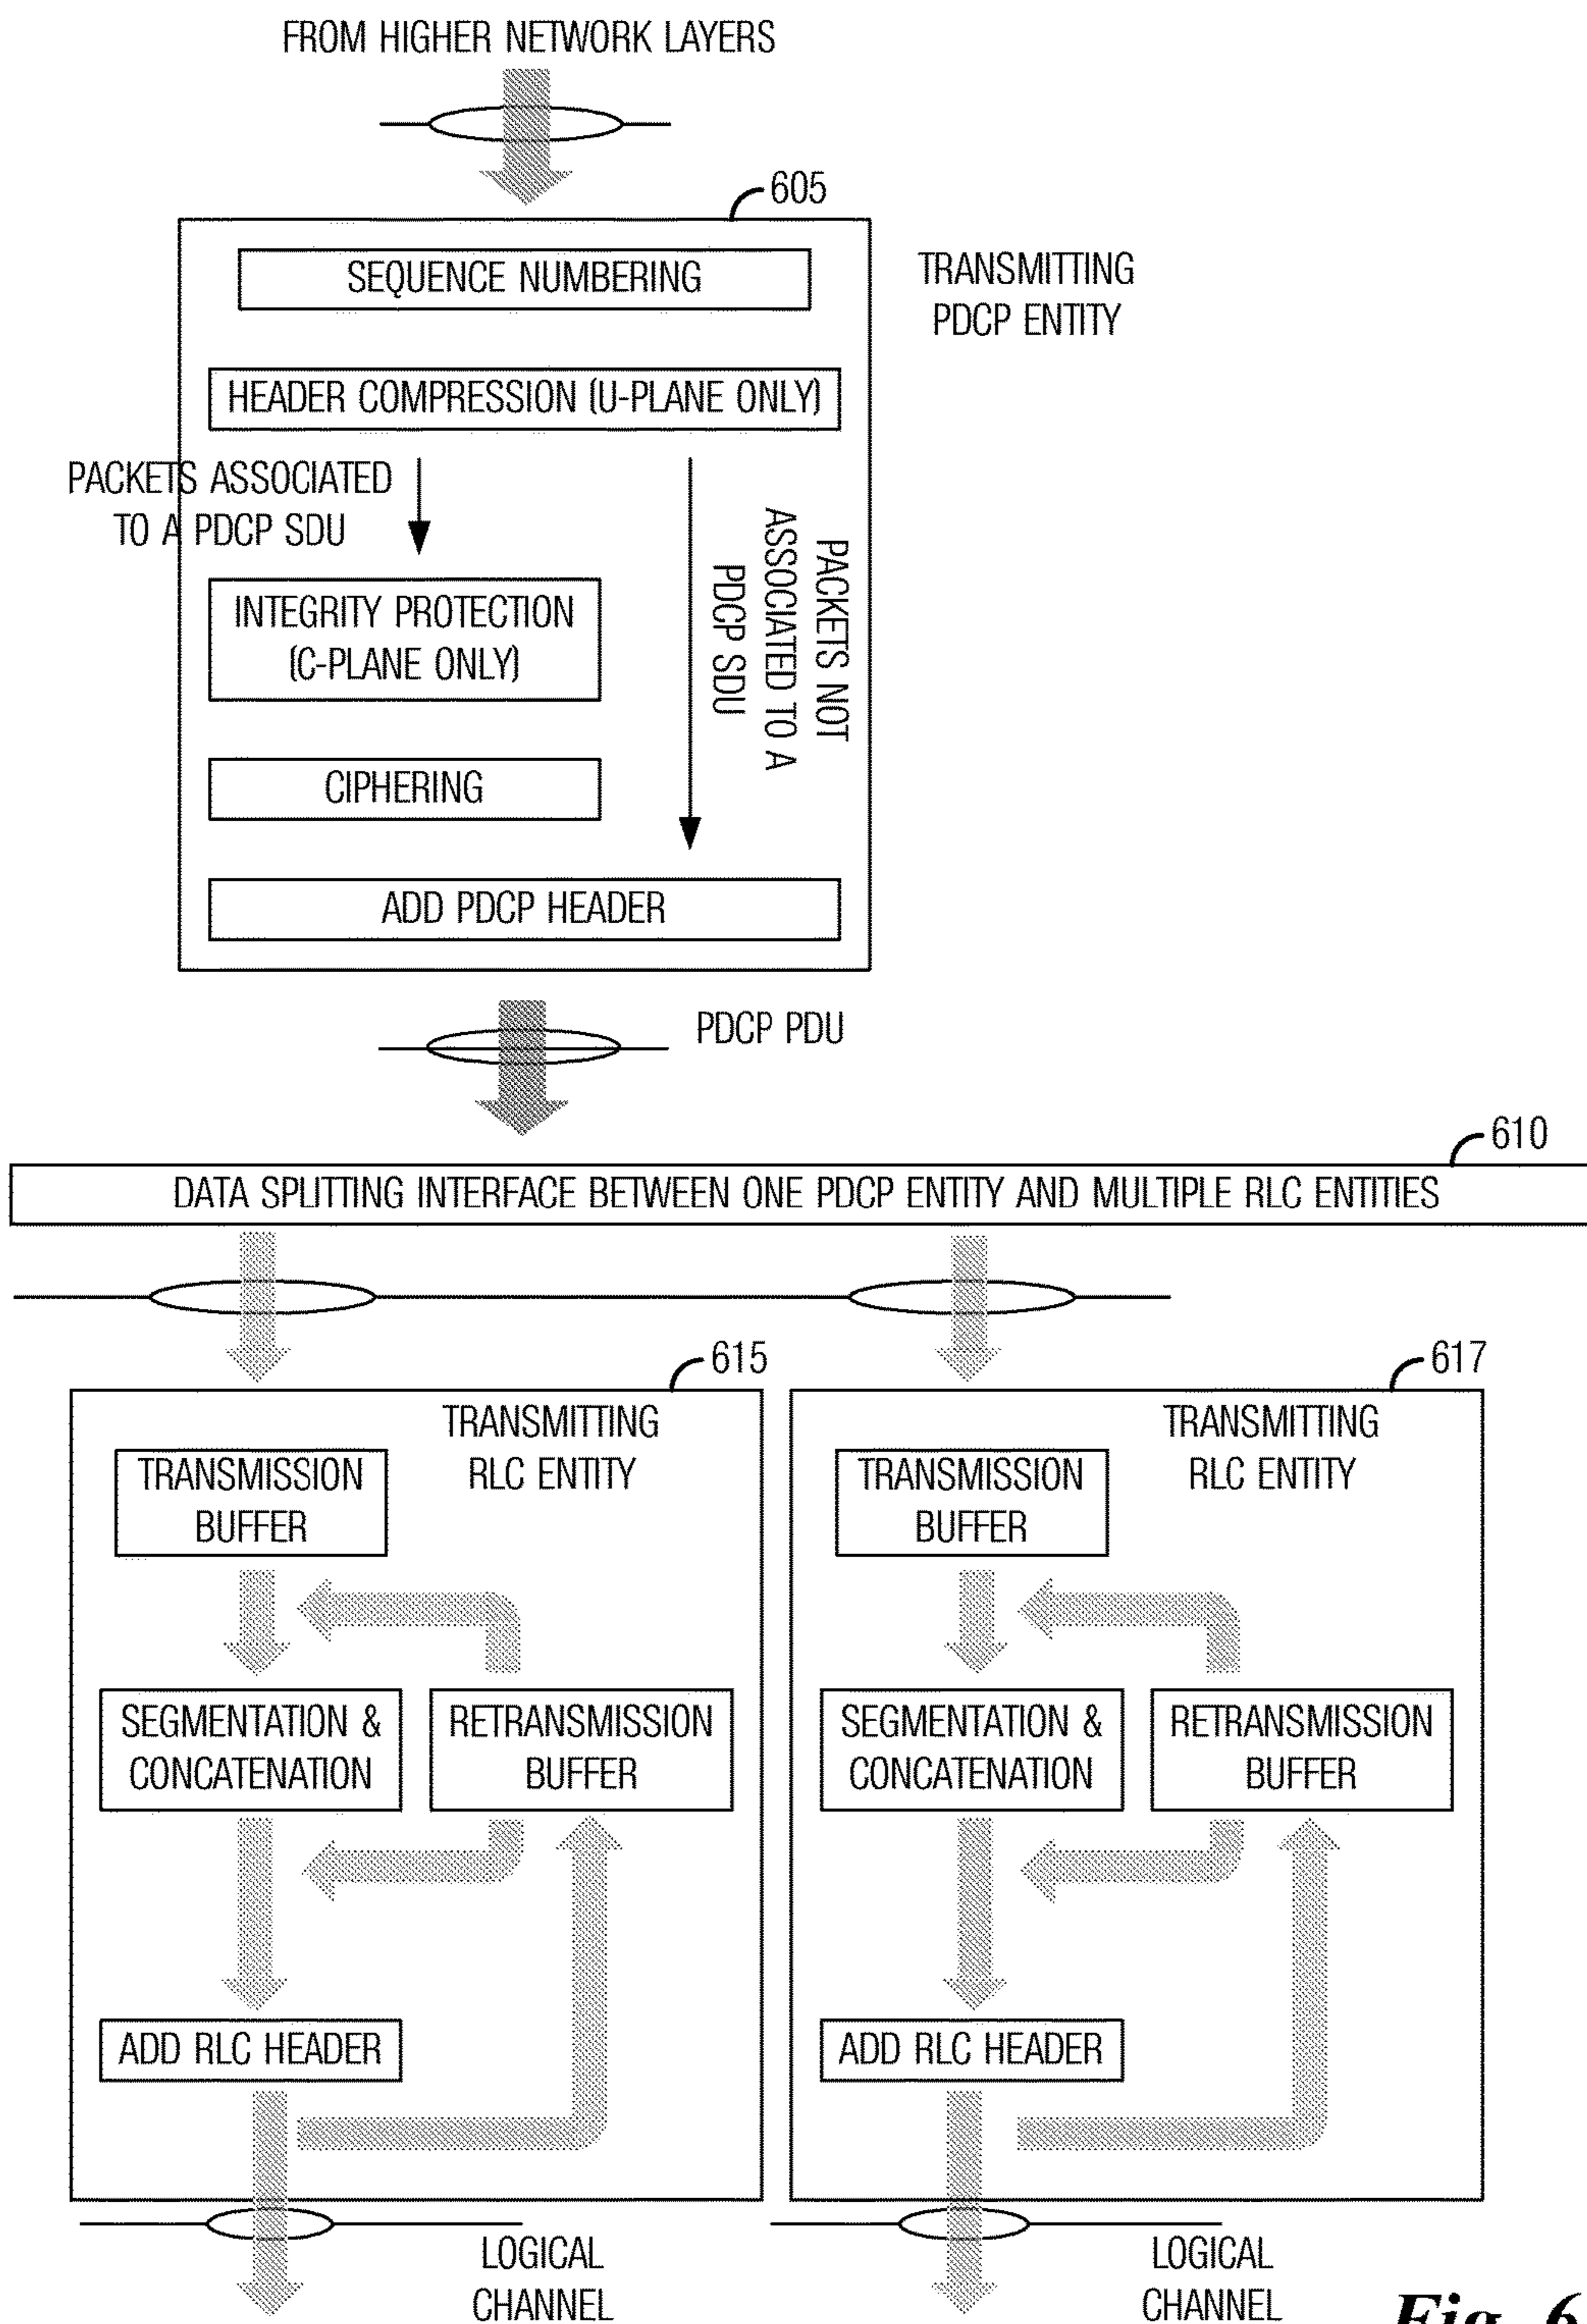 FROM HIGHER NETWORK LAYERS
605
SEQUENCE NUMBERING
TRANSMITTING
PDCP ENTITY
HEADER COMPRESSION (U-PLANE ONLY)
PACKETS ASSOCIATED
TO A PDCP SDU
PACKETS NOT
ASSOCIATED TO A
PDCP SDU
INTEGRITY PROTECTION
(C-PLANE ONLY)
CIPHERING
ADD PDCP HEADER
PDCP PDU
610
DATA SPLITTING INTERFACE BETWEEN ONE PDCP ENTITY AND MULTIPLE RLC ENTITIES
615
TRANSMITTING
RLC ENTITY
TRANSMISSION
BUFFER
SEGMENTATION &
CONCATENATION
RETRANSMISSION
BUFFER
ADD RLC HEADER
LOGICAL
CHANNEL
617
TRANSMITTING
RLC ENTITY
TRANSMISSION
BUFFER
SEGMENTATION &
CONCATENATION
RETRANSMISSION
BUFFER
ADD RLC HEADER
LOGICAL
CHANNEL
Fig. 6